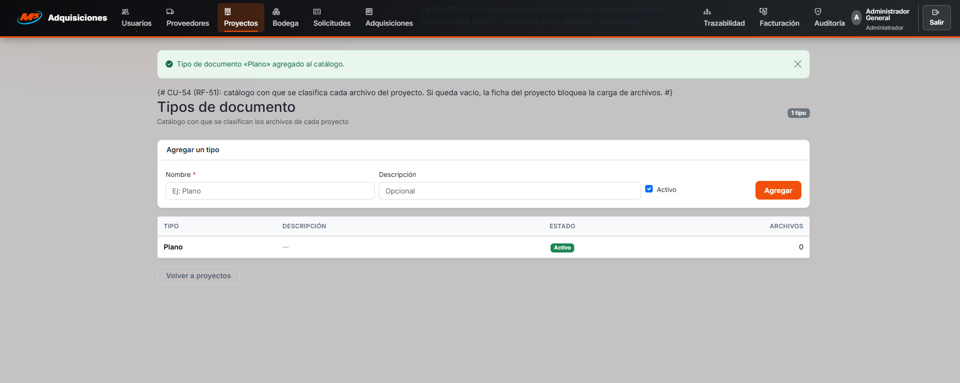 Adquisiciones
Usuarios
Proveedores
Proyectos
Bodega
Solicitudes
Adquisiciones
Trazabilidad
Facturación
Auditoría
A
Administrador General
Administrador
Salir
Tipo de documento «Plano» agregado al catálogo.
{# CU-54 (RF-51): catálogo con que se clasifica cada archivo del proyecto. Si queda vacío, la ficha del proyecto bloquea la carga de archivos. #}
Tipos de documento
1 tipo
Catálogo con que se clasifican los archivos de cada proyecto
Agregar un tipo
Nombre *
Descripción
Ej: Plano
Opcional
Activo
Agregar
TIPO DESCRIPCIÓN ESTADO ARCHIVOS
Plano — Activo 0
Volver a proyectos